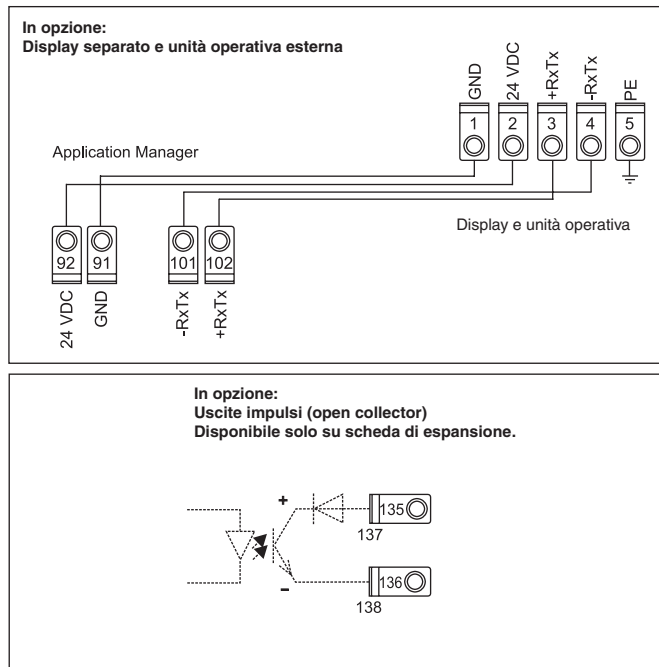 In opzione:
Display separato e unità operativa esterna
GND
24 VDC
+RxTx
-RxTx
PE
1
2
3
4
5
Application Manager
Display e unità operativa
92
91
101
102
24 VDC
GND
-RxTx
+RxTx
In opzione:
Uscite impulsi (open collector)
Disponibile solo su scheda di espansione.
+
135
137
136
-
138